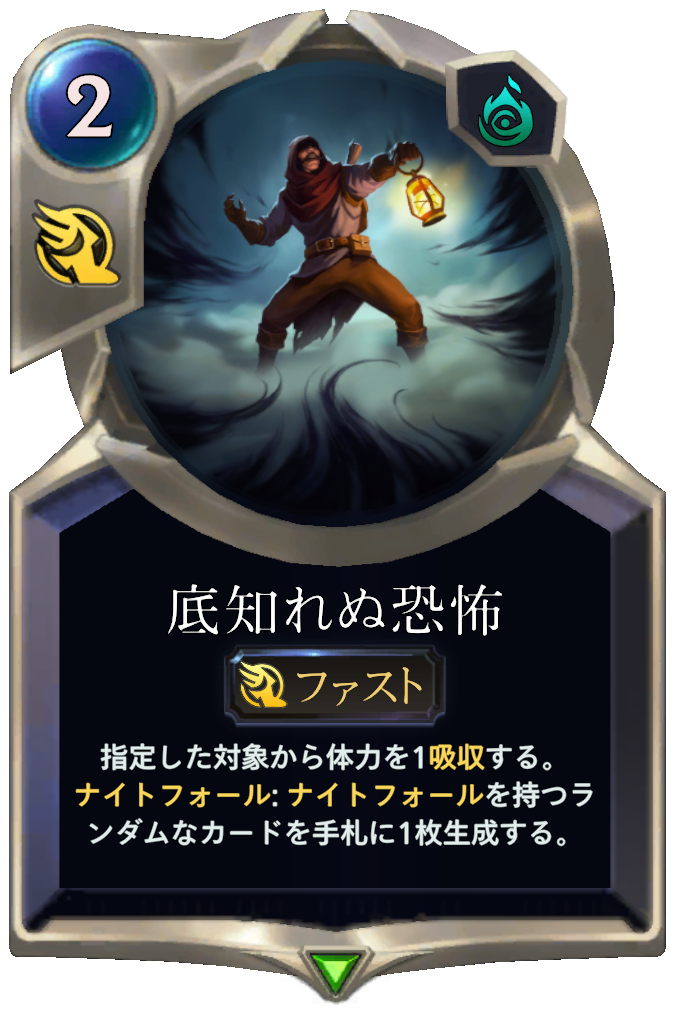 2
底知れぬ恐怖
ファスト
指定した対象から体力を1吸収する。
ナイトフォール: ナイトフォールを持つラ
ンダムなカードを手札に1枚生成する。